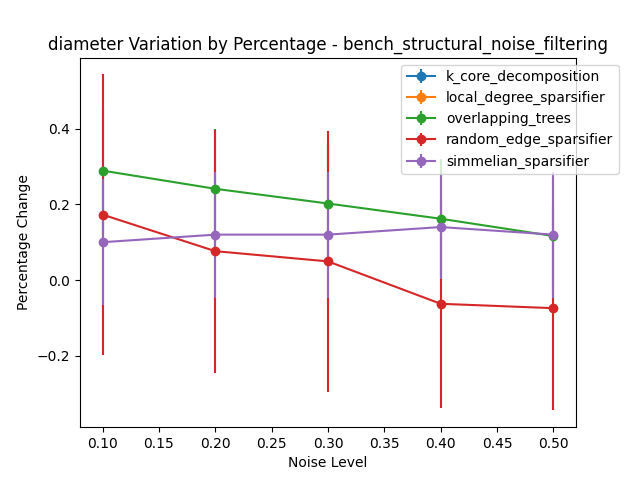 diameter Variation by Percentage - bench_structural_noise_filtering
k_core_decomposition
local_degree_sparsifier
overlapping_trees
random_edge_sparsifier
simmelian_sparsifier
Percentage Change
0.4
0.2
0.0
−0.2
0.10 0.15 0.20 0.25 0.30 0.35 0.40 0.45 0.50
Noise Level